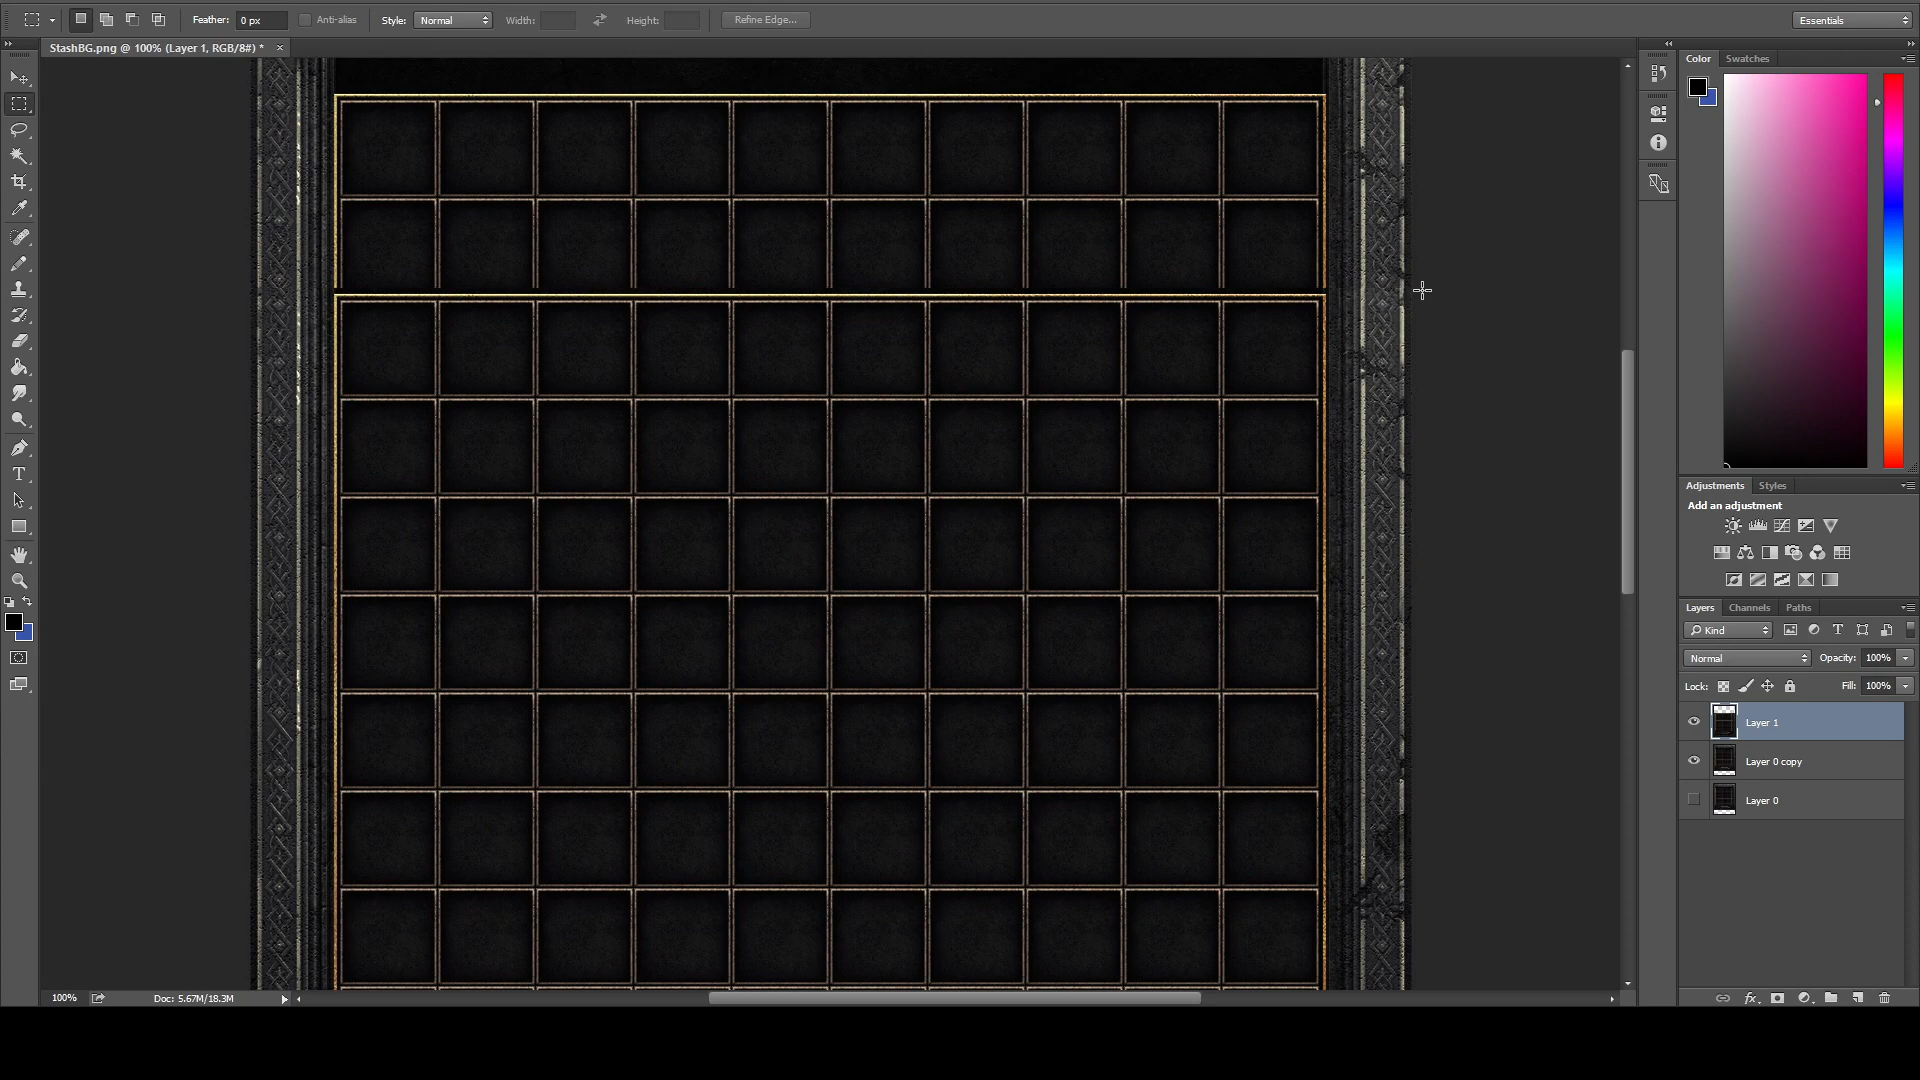 Feather: 0 px Anti-alias Style: Normal Width: Height: Refine Edge... Essentials
StashBG.png @ 100% (Layer 1, RGB/8#) * ×
Color Swatches
Adjustments Styles
Add an adjustment
Layers Channels Paths
Kind T
Normal Opacity: 100%
Lock: Fill: 100%
Layer 1
Layer 0 copy
Layer 0
T
100% Doc: 5.67M/18.3M fx